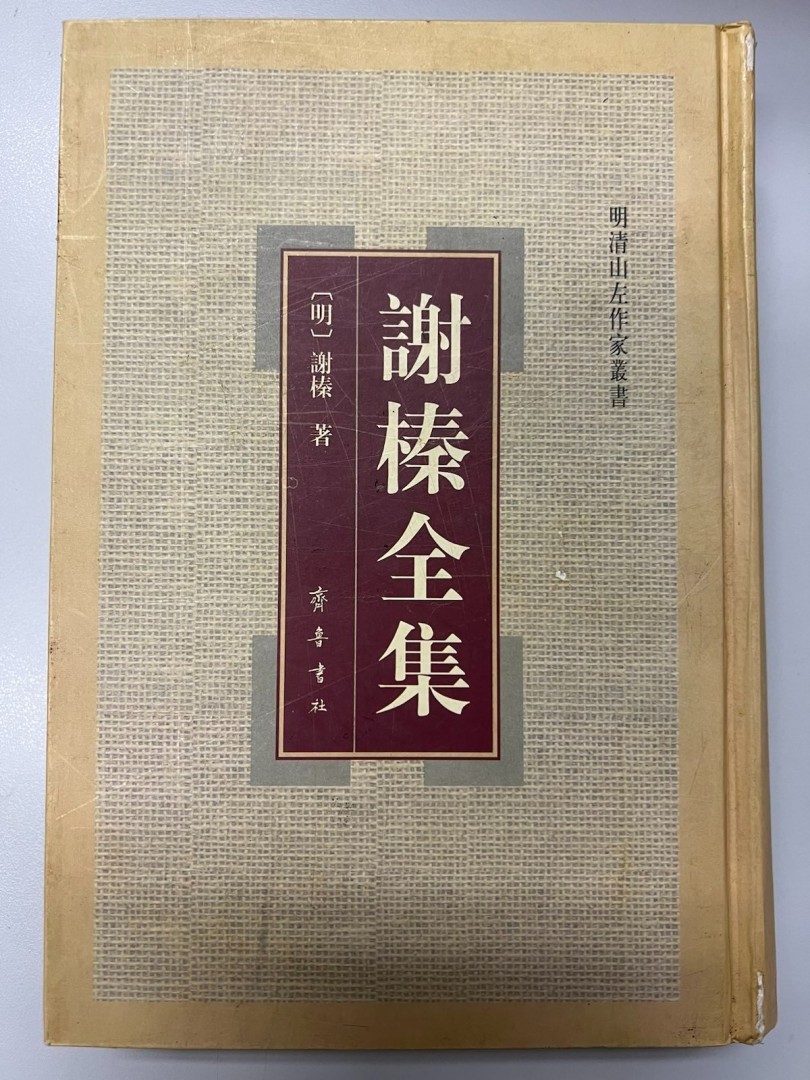 明清山左作家叢書
謝榛全集
〔明〕謝榛 著
齊魯書社